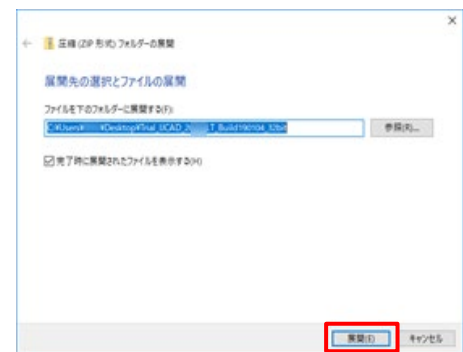 圧縮 (ZIP 形式) フォルダーの展開
展開先の選択とファイルの展開
ファイルを下のフォルダーに展開する(F):
参照(R)...
完了時に展開されたファイルを表示する(H)
展開(E)
キャンセル